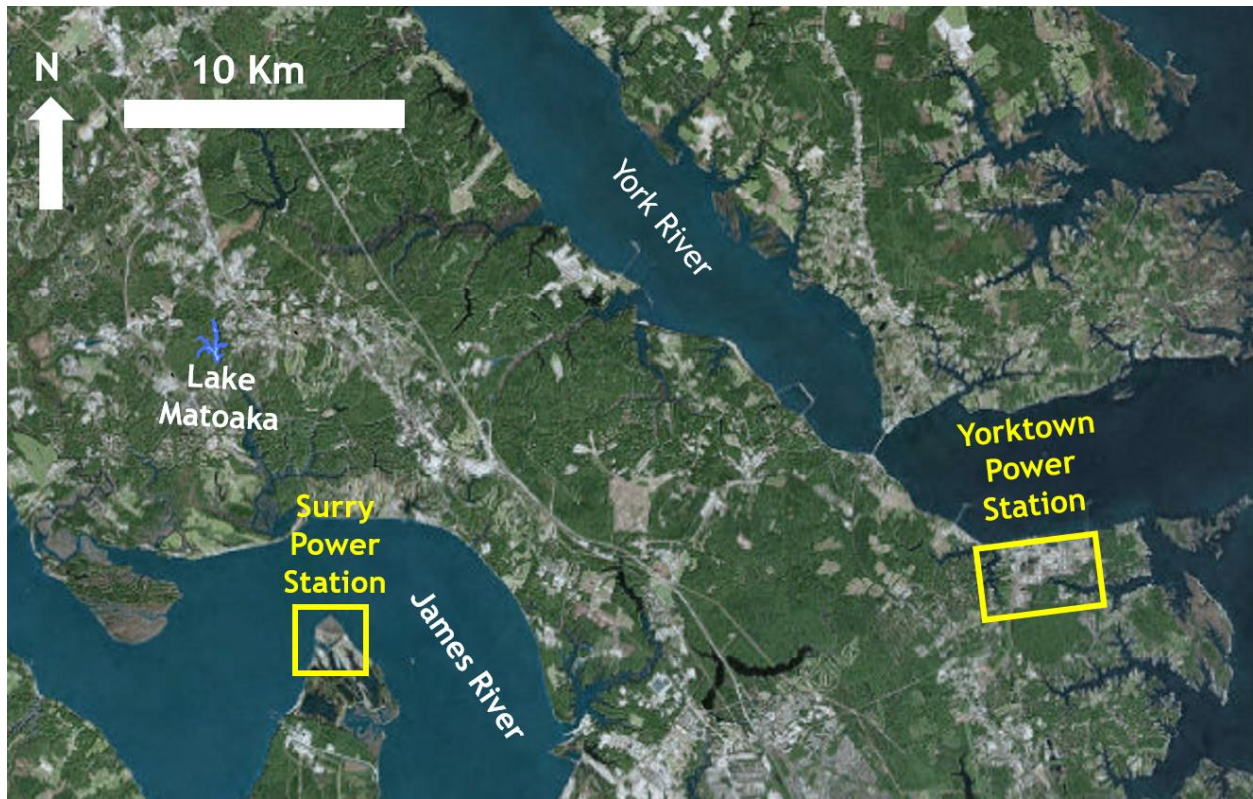 N
10 Km
York River
Lake
Matoaka
Yorktown
Power
Station
Surry
Power
Station
James River